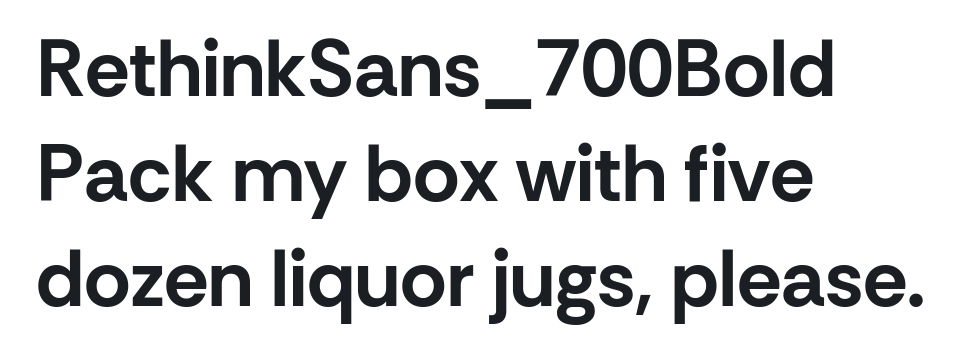 RethinkSans_700Bold
Pack my box with five
dozen liquor jugs, please.